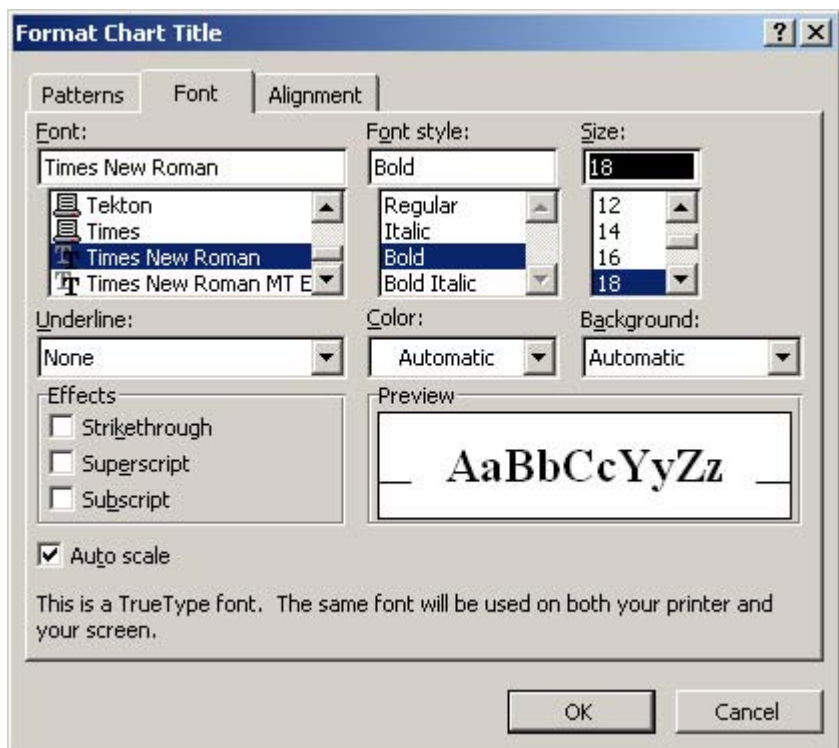 Format Chart Title
Patterns Font Alignment
Font: Font style: Size:
Times New Roman Bold 18
Tekton Regular 12
Times Italic 14
Times New Roman Bold 16
Times New Roman MT E Bold Italic 18
Underline: Color: Background:
None Automatic Automatic
Effects Preview
Strikethrough
Superscript AaBbCcYyZz
Subscript
Auto scale
This is a TrueType font. The same font will be used on both your printer and
your screen.
OK Cancel